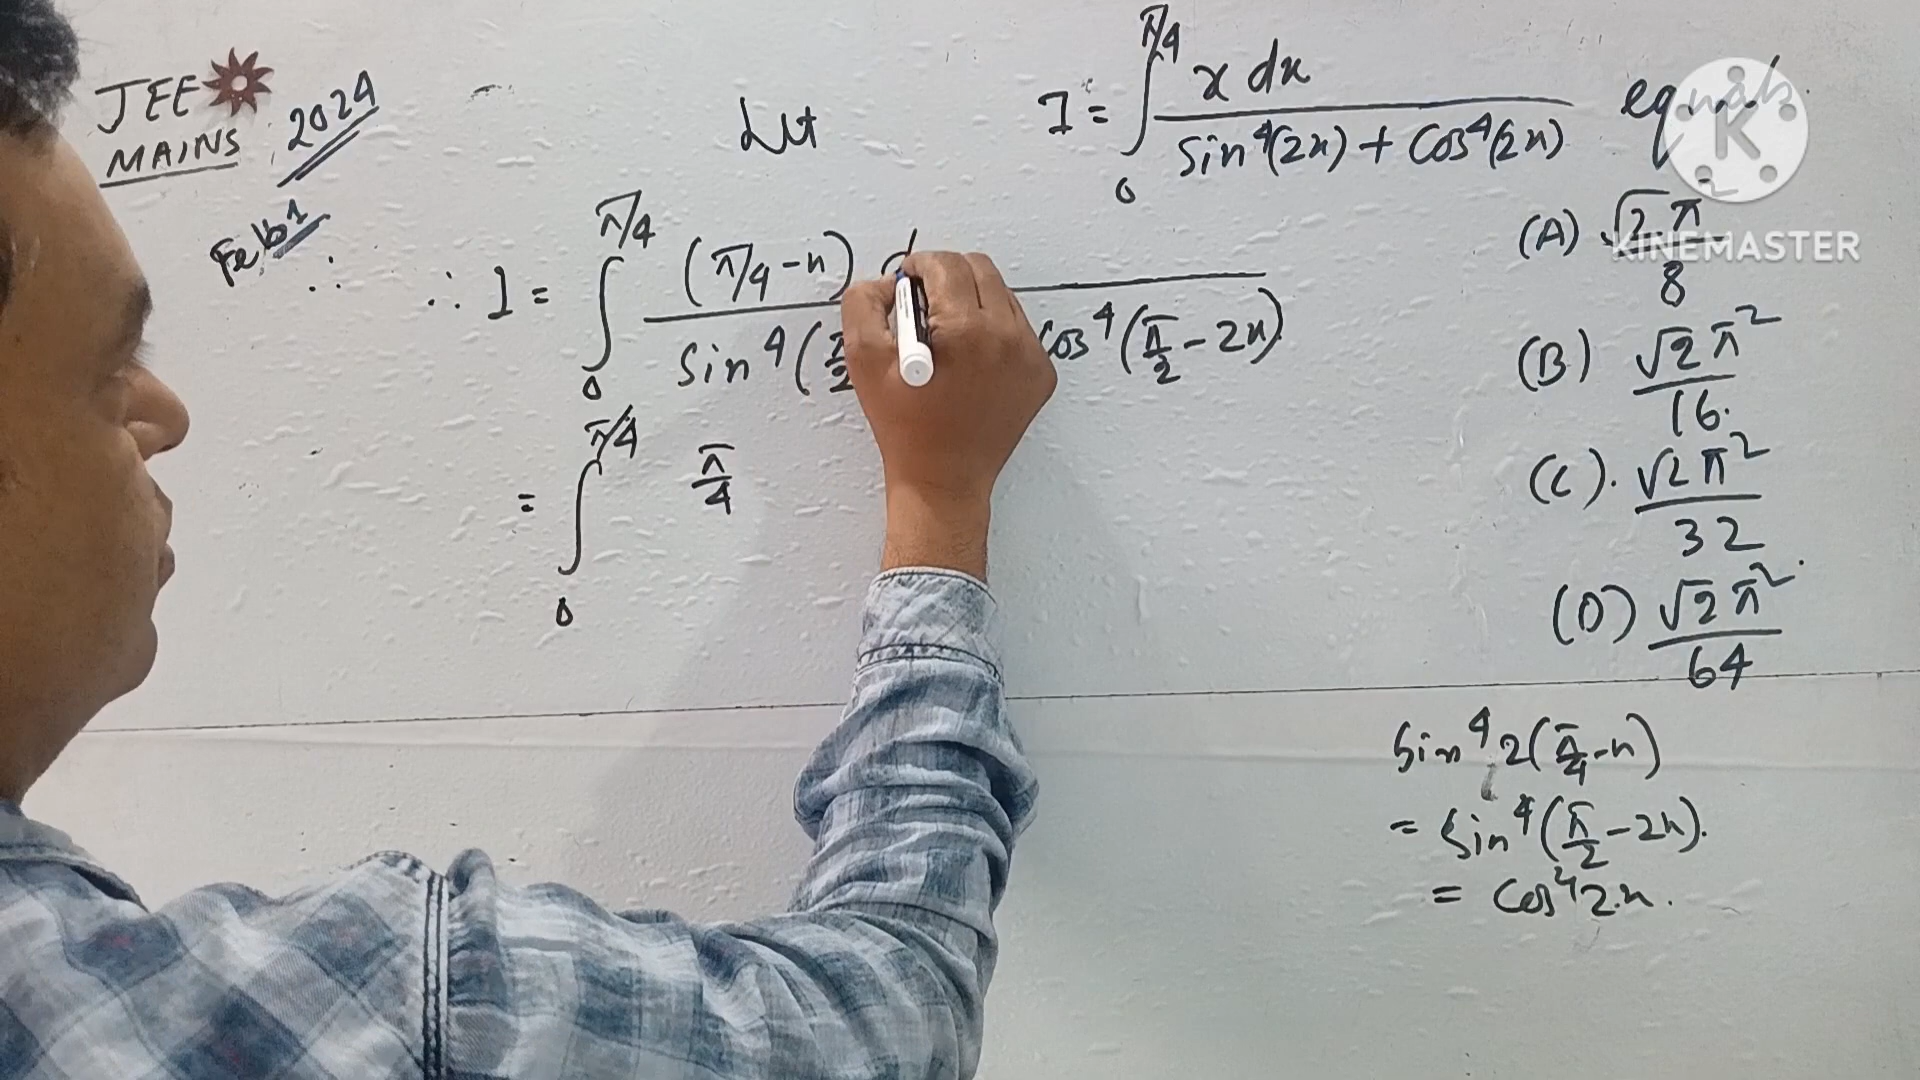 JEE
MAINS 2024
Feb 1
Let I = ∫₀^{π/4} x dx / (Sin⁴(2x) + Cos⁴(2x))
K
KINEMASTER
(A) √2 π² / 8
(B) √2 π² / 16.
(C). √2 π² / 32
(D) √2 π² / 64
∴ I = ∫₀^{π/4} (π/4 - x) / Sin⁴(π/2 Cos⁴(π/2 - 2x)
= ∫₀^{π/4} π/4
Sin⁴ 2(π/4 - x)
= Sin⁴(π/2 - 2x).
= Cos⁴ 2x.